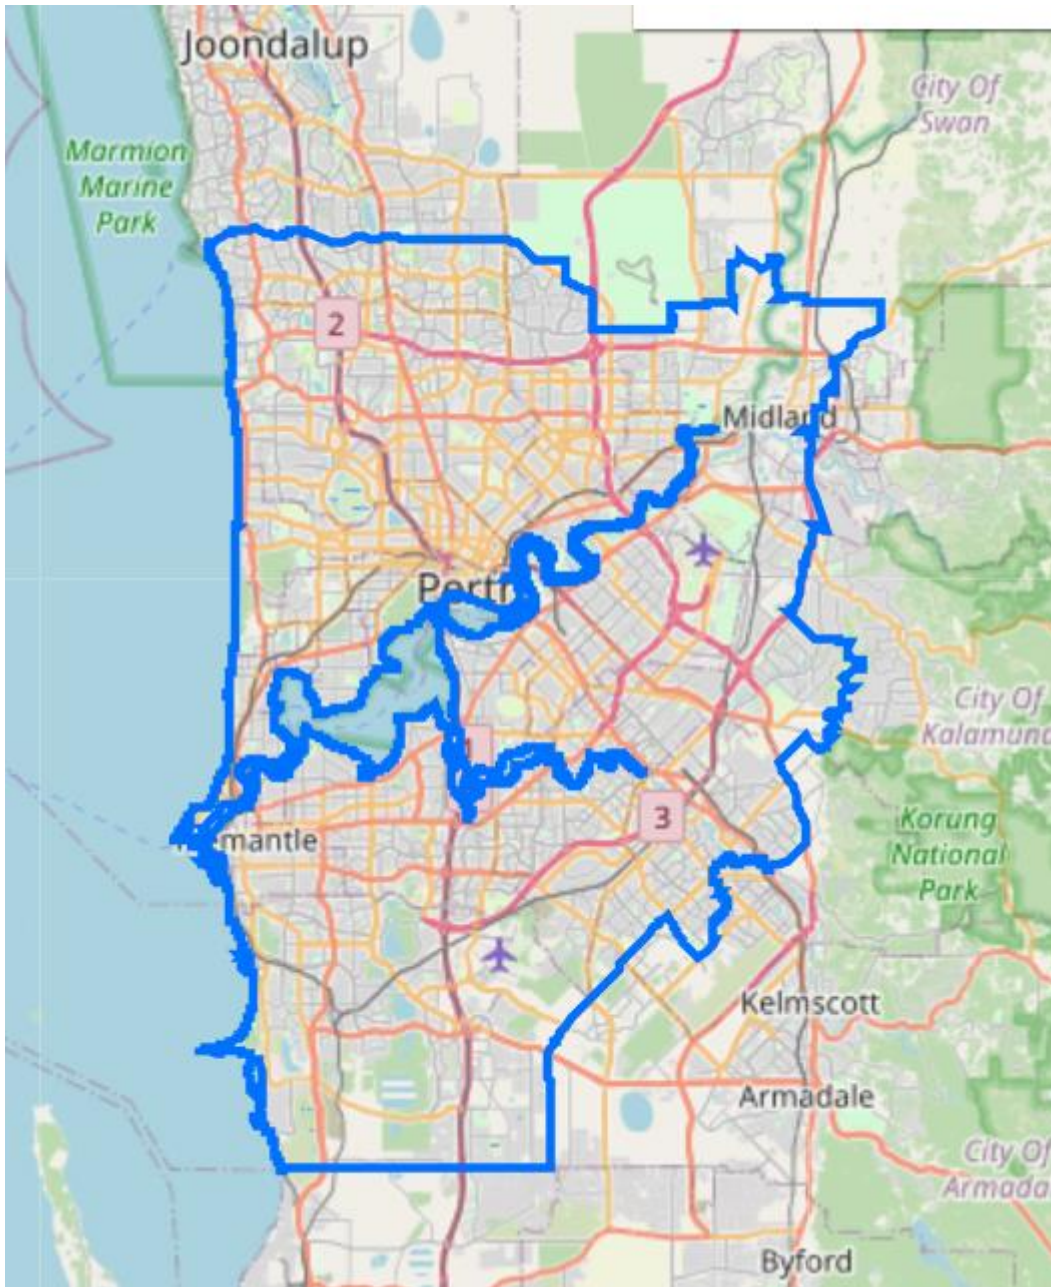 Joondalup
City Of
Swan
Marmion
Marine
Park
2
Midland
Perth
City Of
Kalamunda
3
mantle
Korung
National
Park
Kelmscott
Armadale
City Of
Armada
Byford